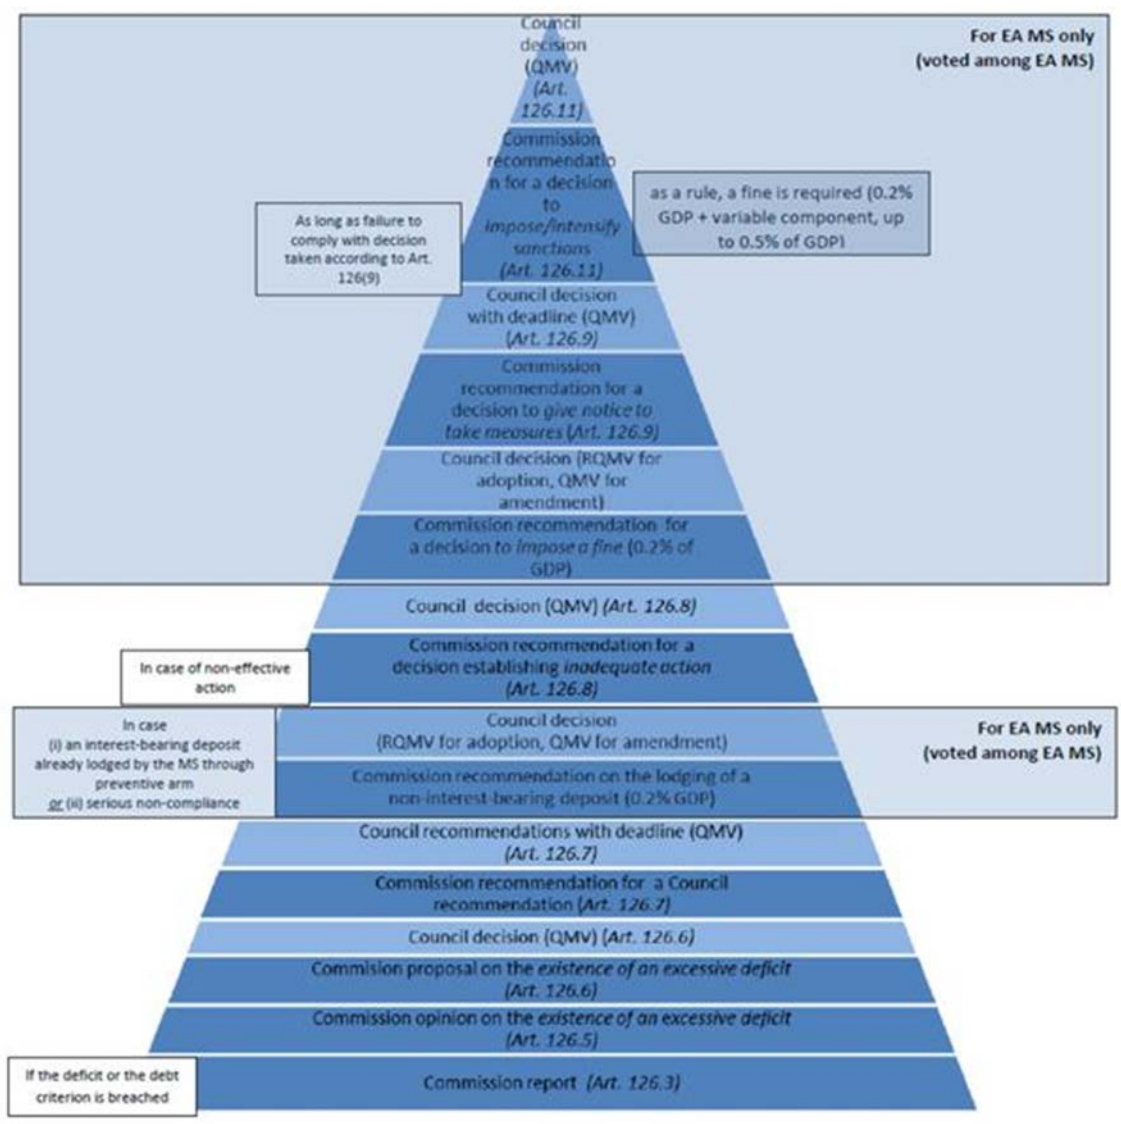 Council
decision
(QMV)
(Art.
126.11)
For EA MS only
(voted among EA MS)
Commission
recommendatio
n for a decision
to
impose/intensify
sanctions
(Art. 126.11)
as a rule, a fine is required (0.2%
GDP + variable component, up
to 0.5% of GDP)
As long as failure to
comply with decision
taken according to Art.
126(9)
Council decision
with deadline (QMV)
(Art. 126.9)
Commission
recommendation for a
decision to give notice to
take measures (Art. 126.9)
Council decision (RQMV for
adoption, QMV for
amendment)
Commission recommendation for
a decision to impose a fine (0.2% of
GDP)
Council decision (QMV) (Art. 126.8)
Commission recommendation for a
decision establishing inadequate action
(Art. 126.8)
In case of non-effective
action
In case
(i) an interest-bearing deposit
already lodged by the MS through
preventive arm
or (ii) serious non-compliance
Council decision
(RQMV for adoption, QMV for amendment)
For EA MS only
(voted among EA MS)
Commission recommendation on the lodging of a
non-interest-bearing deposit (0.2% GDP)
Council recommendations with deadline (QMV)
(Art. 126.7)
Commission recommendation for a Council
recommendation (Art. 126.7)
Council decision (QMV) (Art. 126.6)
Commision proposal on the existence of an excessive deficit
(Art. 126.6)
Commission opinion on the existence of an excessive deficit
(Art. 126.5)
If the deficit or the debt
criterion is breached
Commission report (Art. 126.3)